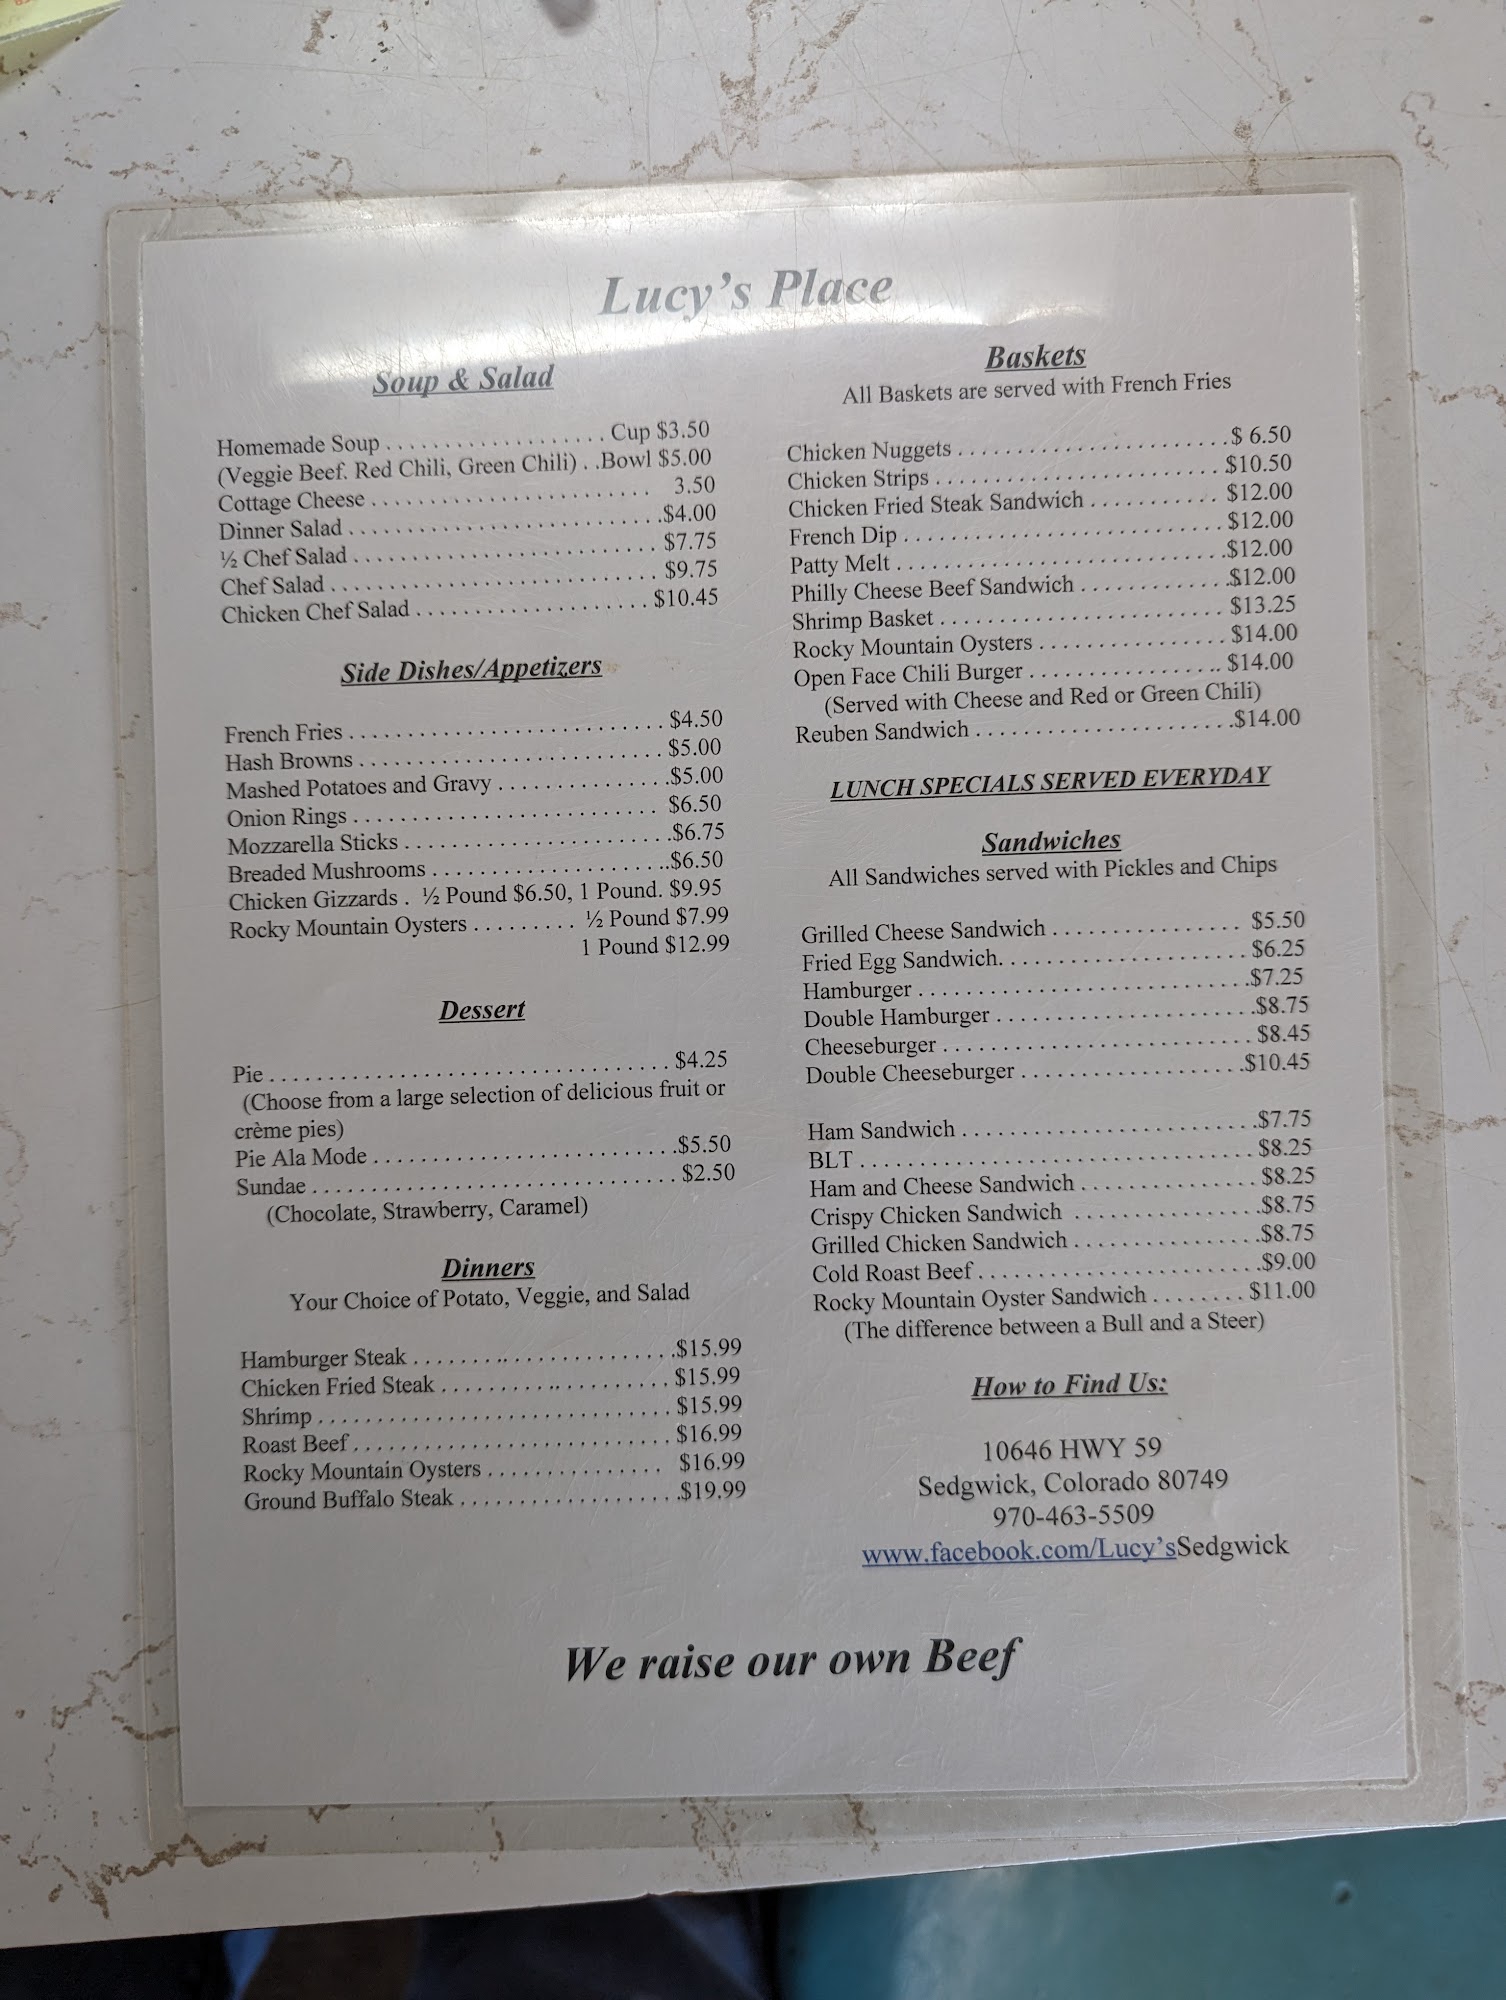 Lucy's Place
Soup & Salad
Homemade Soup . . . . . . . . . . . . . . . . . . . Cup $3.50
(Veggie Beef. Red Chili, Green Chili) . .Bowl $5.00
Cottage Cheese . . . . . . . . . . . . . . . . . . . . . . . . 3.50
Dinner Salad . . . . . . . . . . . . . . . . . . . . . . . . . . .$4.00
½ Chef Salad . . . . . . . . . . . . . . . . . . . . . . . . . . $7.75
Chef Salad . . . . . . . . . . . . . . . . . . . . . . . . . . . . $9.75
Chicken Chef Salad . . . . . . . . . . . . . . . . . . . . $10.45
Side Dishes/Appetizers
French Fries . . . . . . . . . . . . . . . . . . . . . . . . . . . $4.50
Hash Browns . . . . . . . . . . . . . . . . . . . . . . . . . . $5.00
Mashed Potatoes and Gravy . . . . . . . . . . . . . . .$5.00
Onion Rings . . . . . . . . . . . . . . . . . . . . . . . . . . $6.50
Mozzarella Sticks . . . . . . . . . . . . . . . . . . . . . . .$6.75
Breaded Mushrooms . . . . . . . . . . . . . . . . . . . . ..$6.50
Chicken Gizzards . ½ Pound $6.50, 1 Pound. $9.95
Rocky Mountain Oysters . . . . . . . . . ½ Pound $7.99
1 Pound $12.99
Dessert
Pie . . . . . . . . . . . . . . . . . . . . . . . . . . . . . . . . . . $4.25
(Choose from a large selection of delicious fruit or
crème pies)
Pie Ala Mode . . . . . . . . . . . . . . . . . . . . . . . . . .$5.50
Sundae . . . . . . . . . . . . . . . . . . . . . . . . . . . . . . . $2.50
(Chocolate, Strawberry, Caramel)
Dinners
Your Choice of Potato, Veggie, and Salad
Hamburger Steak . . . . . . . .. . . . . . . . . . . . . . . .$15.99
Chicken Fried Steak . . . . . . . . . .. . . . . . . . . . . $15.99
Shrimp . . . . . . . . . . . . . . . . . . . . . . . . . . . . . . $15.99
Roast Beef . . . . . . . . . . . . . . . . . . . . . . . . . . . $16.99
Rocky Mountain Oysters . . . . . . . . . . . . . . . $16.99
Ground Buffalo Steak . . . . . . . . . . . . . . . . . . .$19.99
Baskets
All Baskets are served with French Fries
Chicken Nuggets . . . . . . . . . . . . . . . . . . . . . . . .$ 6.50
Chicken Strips . . . . . . . . . . . . . . . . . . . . . . . . $10.50
Chicken Fried Steak Sandwich . . . . . . . . . . . $12.00
French Dip . . . . . . . . . . . . . . . . . . . . . . . . . . . $12.00
Patty Melt . . . . . . . . . . . . . . . . . . . . . . . . . . . .$12.00
Philly Cheese Beef Sandwich . . . . . . . . . . . . .$12.00
Shrimp Basket . . . . . . . . . . . . . . . . . . . . . . . . $13.25
Rocky Mountain Oysters . . . . . . . . . . . . . . . . $14.00
Open Face Chili Burger . . . . . . . . . . . . . . . . .. $14.00
(Served with Cheese and Red or Green Chili)
Reuben Sandwich . . . . . . . . . . . . . . . . . . . . . .$14.00
LUNCH SPECIALS SERVED EVERYDAY
Sandwiches
All Sandwiches served with Pickles and Chips
Grilled Cheese Sandwich . . . . . . . . . . . . . . . . $5.50
Fried Egg Sandwich. . . . . . . . . . . . . . . . . . . . . $6.25
Hamburger . . . . . . . . . . . . . . . . . . . . . . . . . . . .$7.25
Double Hamburger . . . . . . . . . . . . . . . . . . . . . .$8.75
Cheeseburger . . . . . . . . . . . . . . . . . . . . . . . . . . $8.45
Double Cheeseburger . . . . . . . . . . . . . . . . . . .$10.45
Ham Sandwich . . . . . . . . . . . . . . . . . . . . . . . . .$7.75
BLT . . . . . . . . . . . . . . . . . . . . . . . . . . . . . . . . . $8.25
Ham and Cheese Sandwich . . . . . . . . . . . . . . . $8.25
Crispy Chicken Sandwich . . . . . . . . . . . . . . . .$8.75
Grilled Chicken Sandwich . . . . . . . . . . . . . . . .$8.75
Cold Roast Beef . . . . . . . . . . . . . . . . . . . . . . . .$9.00
Rocky Mountain Oyster Sandwich . . . . . . . . $11.00
(The difference between a Bull and a Steer)
How to Find Us:
10646 HWY 59
Sedgwick, Colorado 80749
970-463-5509
www.facebook.com/Lucy'sSedgwick
We raise our own Beef